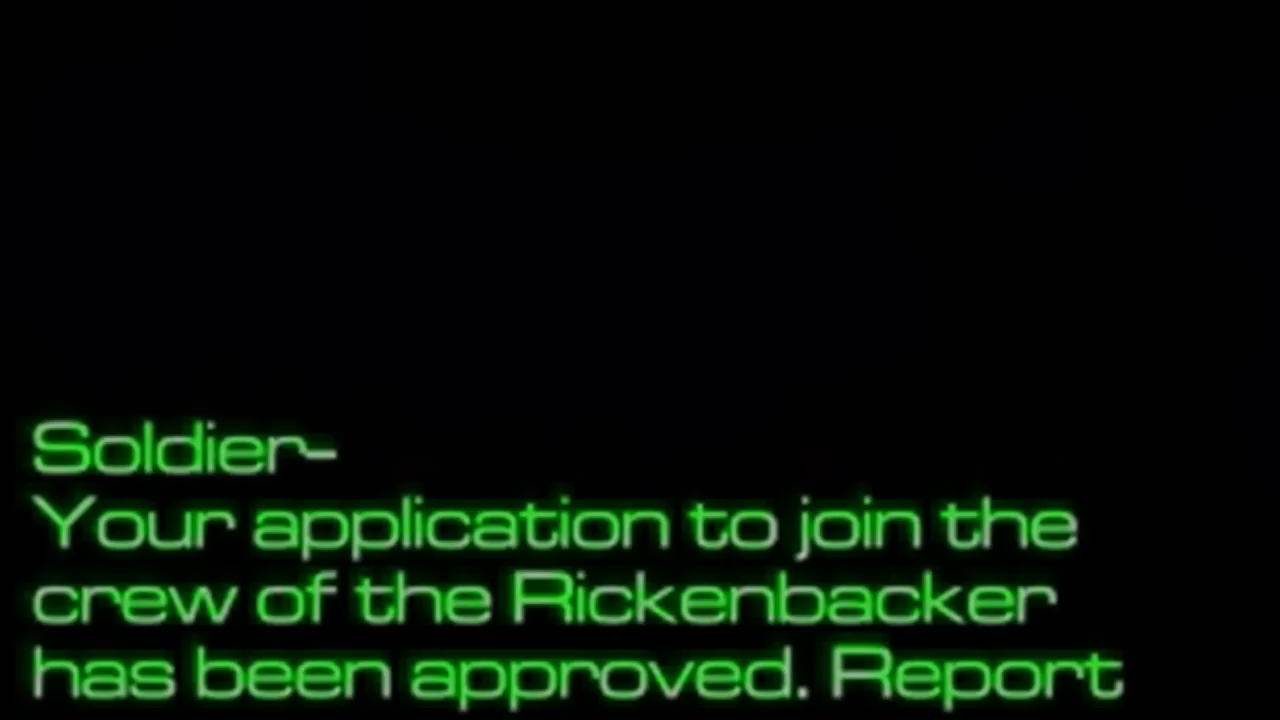 Soldier-
Your application to join the
crew of the Rickenbacker
has been approved. Report